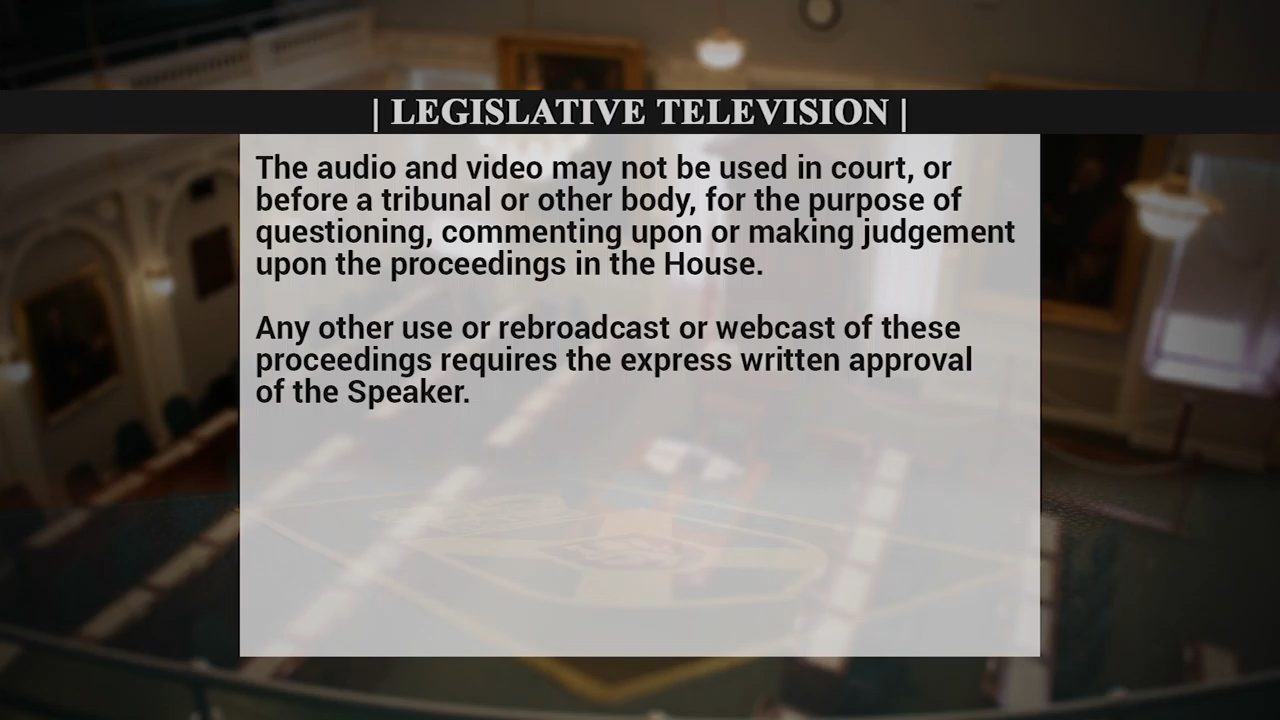 | LEGISLATIVE TELEVISION |
The audio and video may not be used in court, or
before a tribunal or other body, for the purpose of
questioning, commenting upon or making judgement
upon the proceedings in the House.
Any other use or rebroadcast or webcast of these
proceedings requires the express written approval
of the Speaker.